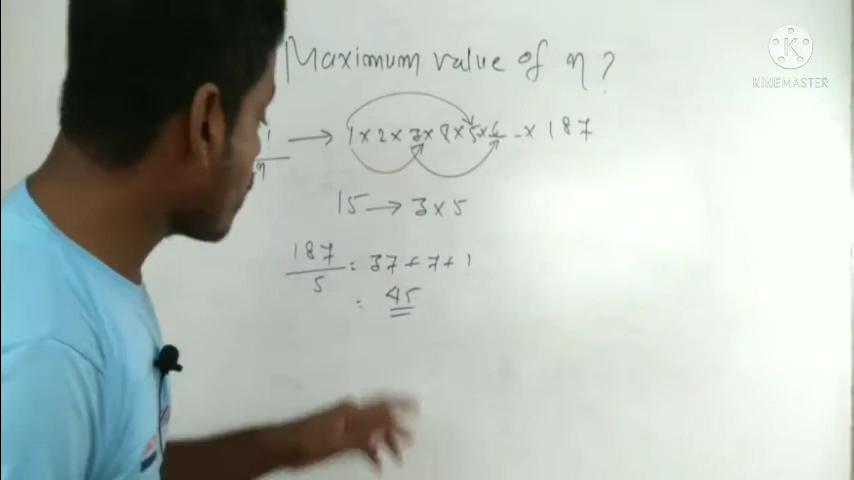 Maximum value of n?
→ 1 × 2 × 3 × 4 × 5 × 6 - × 187
n
15 → 3 × 5
187
5 = 37 + 7 + 1
= 45
KINEMASTER